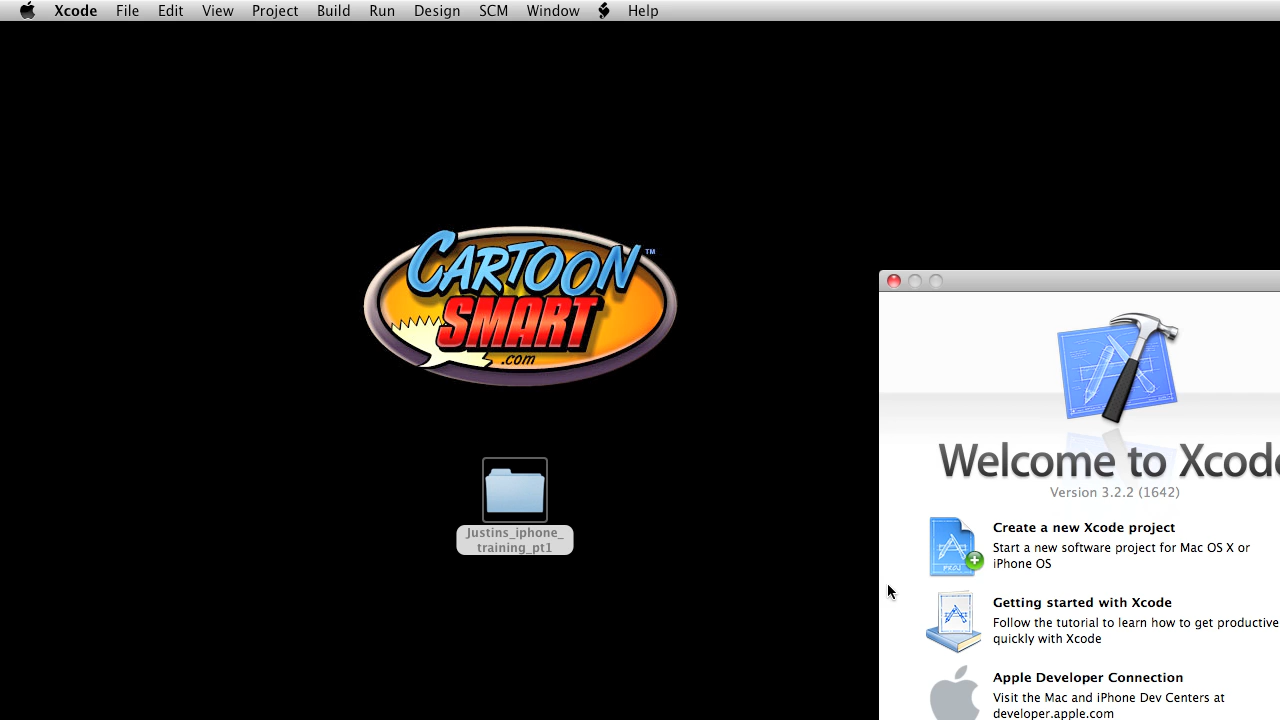 Xcode File Edit View Project Build Run Design SCM Window Help
CARTOON TM
SMART
.com
Justins_iphone_
training_pt1
Welcome to Xcode
Version 3.2.2 (1642)
Create a new Xcode project
Start a new software project for Mac OS X or
iPhone OS
PROJ
Getting started with Xcode
Follow the tutorial to learn how to get productive
quickly with Xcode
Apple Developer Connection
Visit the Mac and iPhone Dev Centers at
developer.apple.com